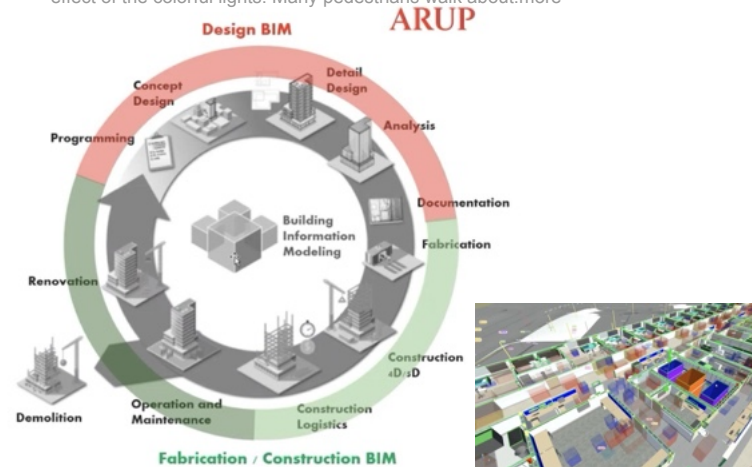 effect of the colorful lights. Many pedestrians walk about.more
ARUP
Design BIM
Concept
Design
Detail
Design
Programming
Analysis
Documentation
Building
Information
Modeling
Fabrication
Renovation
Construction
4D/5D
Operation and
Maintenance
Construction
Logistics
Demolition
Fabrication / Construction BIM